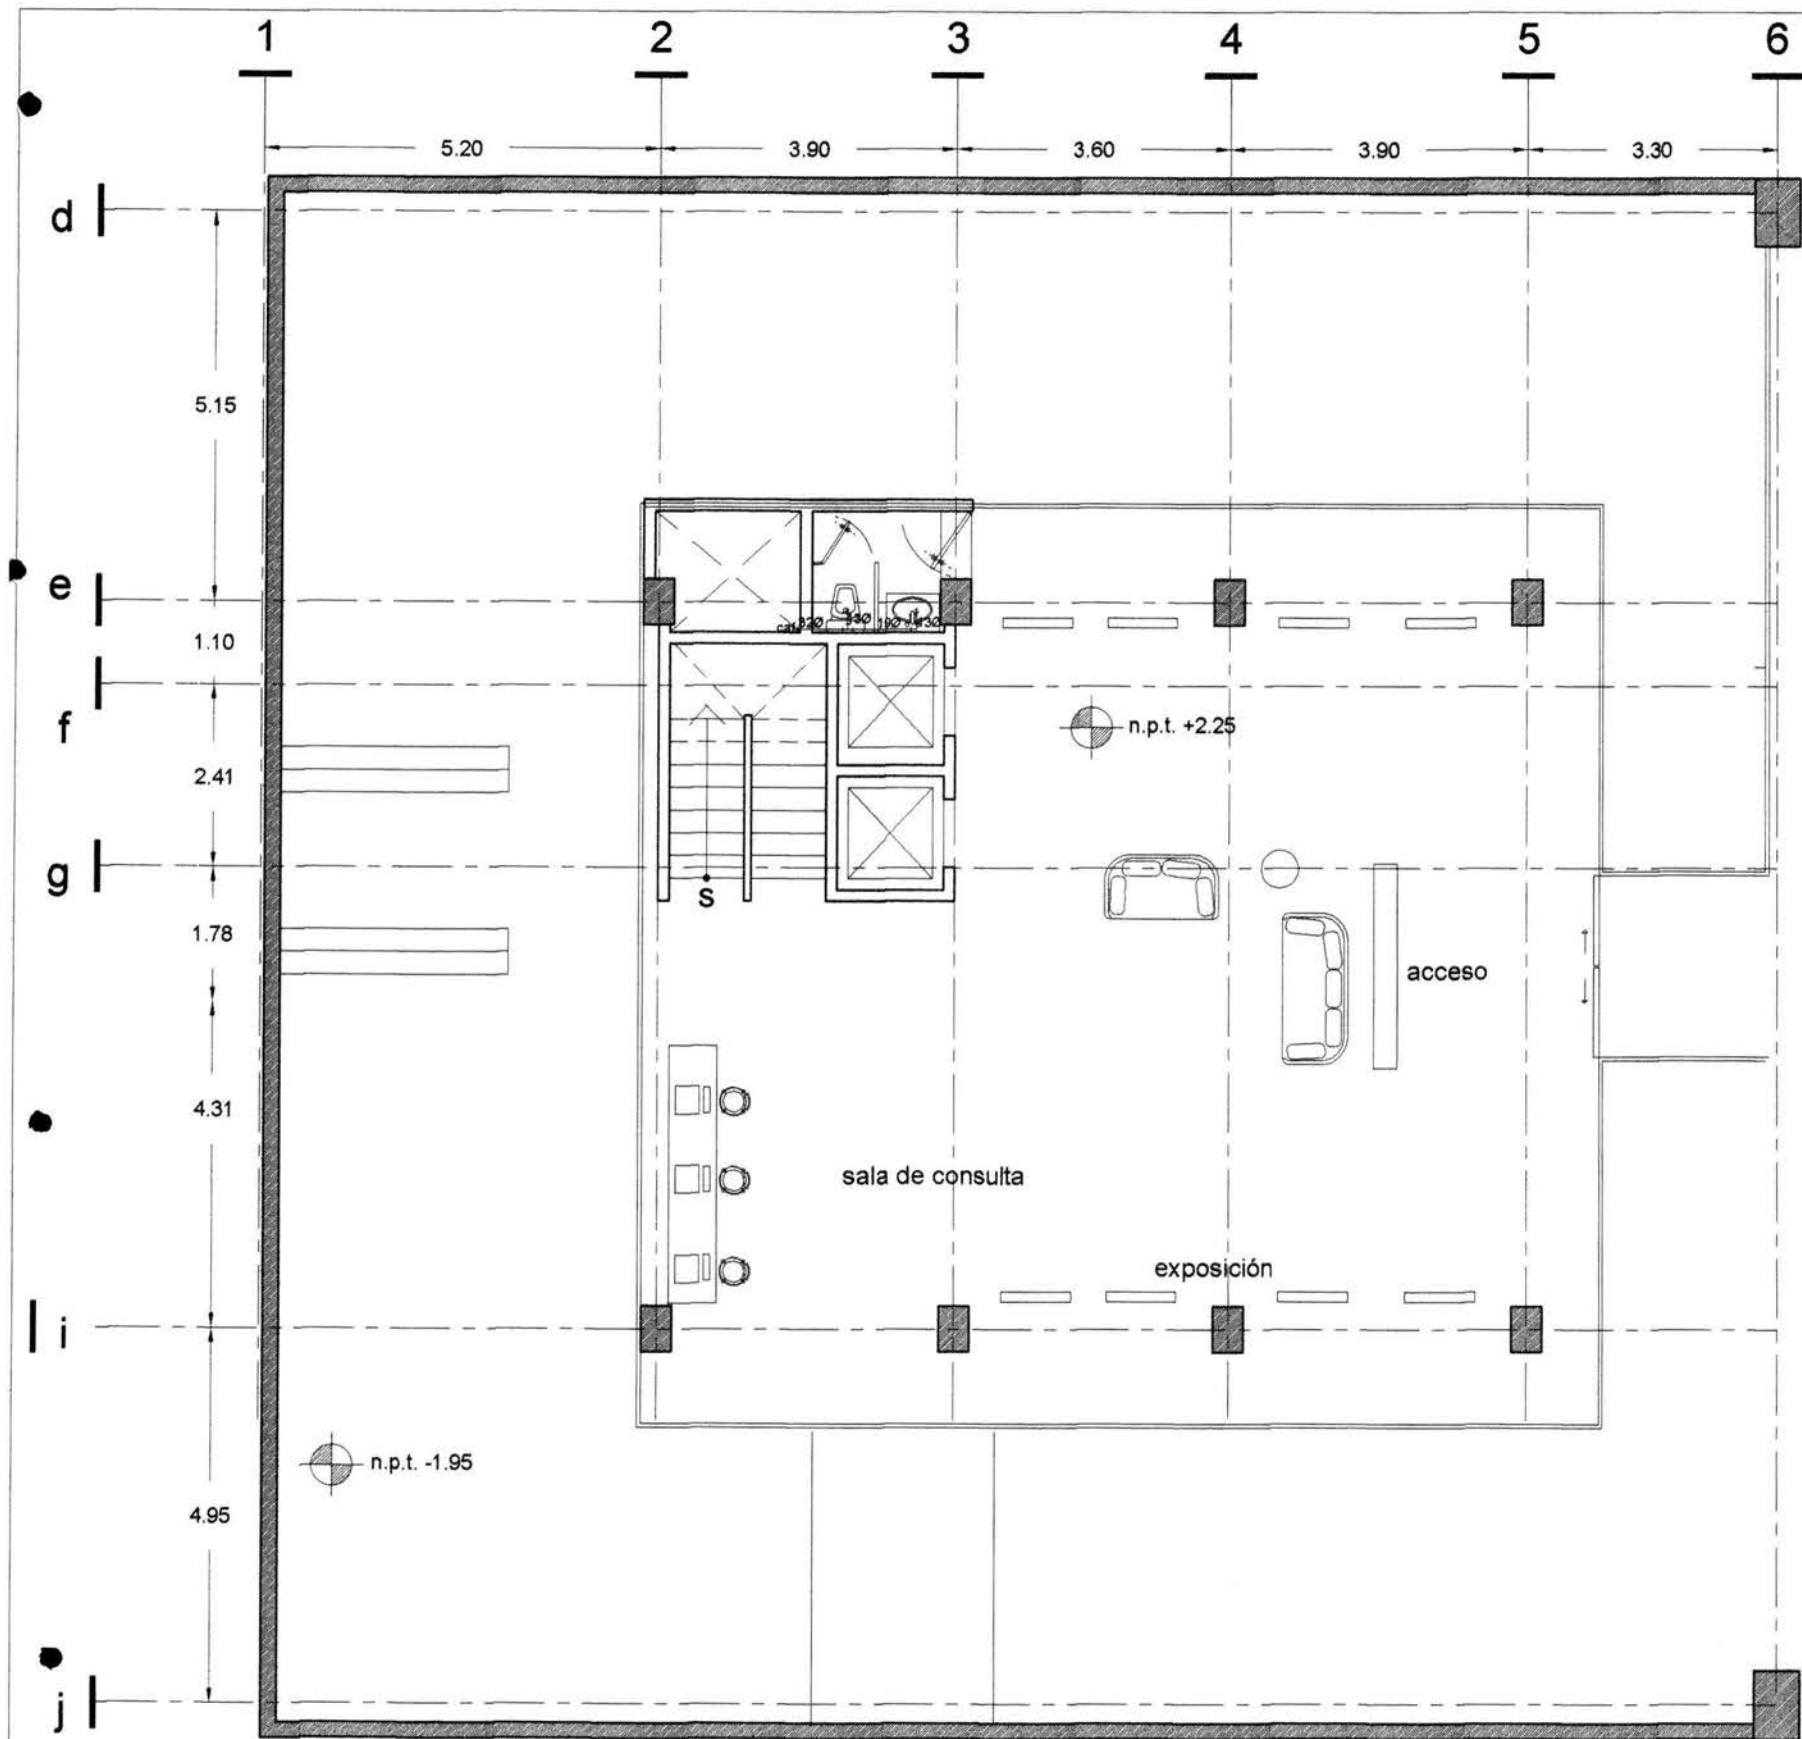 1 2 3 4 5 6
5.20 3.90 3.60 3.90 3.30
d
5.15
e
1.10
f
n.p.t. +2.25
2.41
g
S
1.78
acceso
4.31
sala de consulta
exposición
i
n.p.t. -1.95
4.95
j